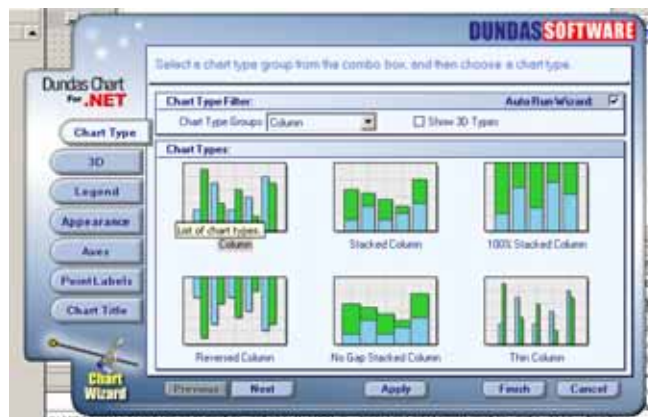 DUNDAS SOFTWARE
Select a chart type group from the combo box, and then choose a chart type.
Dundas Chart
For .NET
Chart Type
3D
Legend
Appearance
Axes
Point Labels
Chart Title
Chart
Wizard
Chart Type Filter:
Auto Run Wizard
Chart Type Groups: Column
Show 3D Types
Chart Types:
List of chart types.
Column
Stacked Column
100% Stacked Column
Reversed Column
No Gap Stacked Column
Thin Column
Previous
Next
Apply
Finish
Cancel